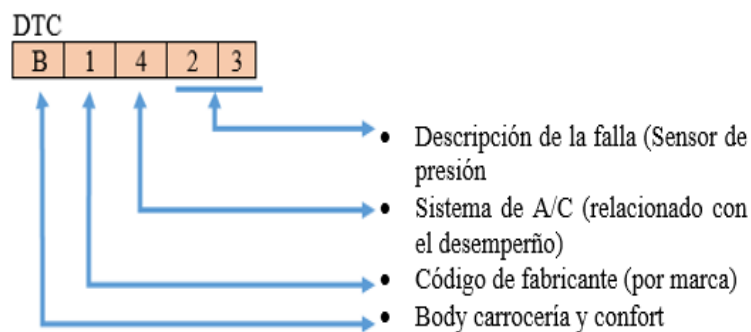 DTC
B 1 4 2 3
• Descripción de la falla (Sensor de
presión
• Sistema de A/C (relacionado con
el desemperño)
• Código de fabricante (por marca)
• Body carrocería y confort